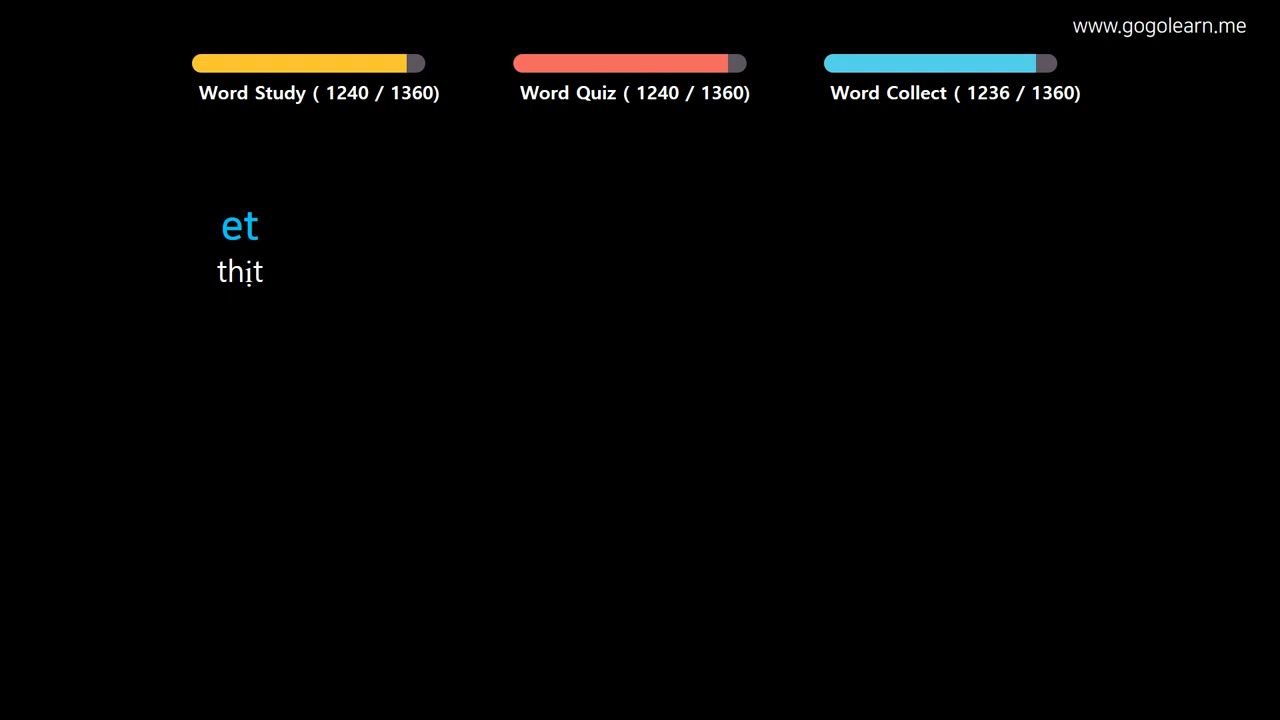 www.gogolearn.me
Word Study ( 1240 / 1360)
Word Quiz ( 1240 / 1360)
Word Collect ( 1236 / 1360)
et
thịt